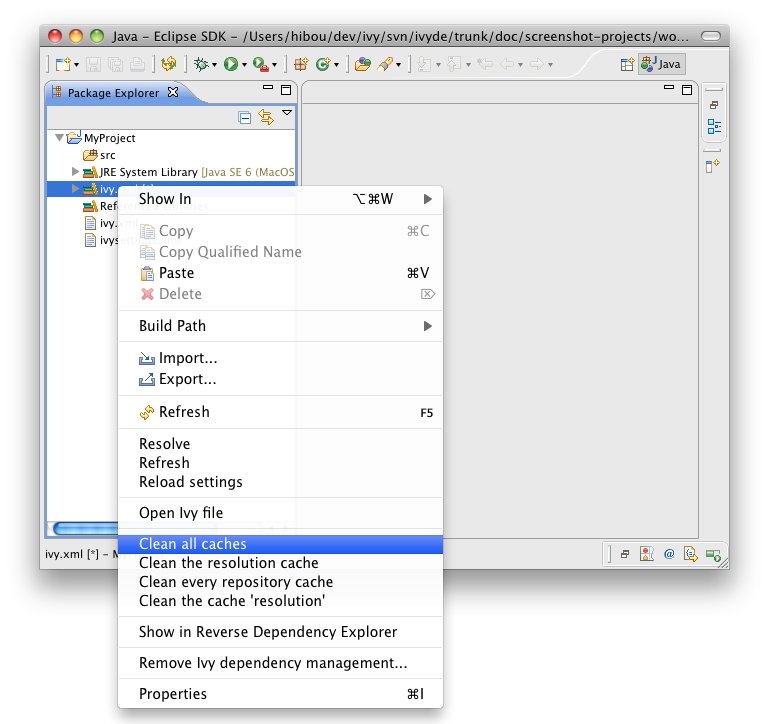 Java – Eclipse SDK – /Users/hibou/dev/ivy/svn/ivyde/trunk/doc/screenshot-projects/wo...
Java
Package Explorer
MyProject
src
JRE System Library [Java SE 6 (MacOS
ivy.
Show In ⌥⌘W
Copy ⌘C
Copy Qualified Name
Paste ⌘V
Delete ⌦
Build Path
Import...
Export...
Refresh F5
Resolve
Refresh
Reload settings
Open Ivy file
Clean all caches
ivy.xml [*] –
Clean the resolution cache
Clean every repository cache
Clean the cache 'resolution'
Show in Reverse Dependency Explorer
Remove Ivy dependency management...
Properties ⌘I